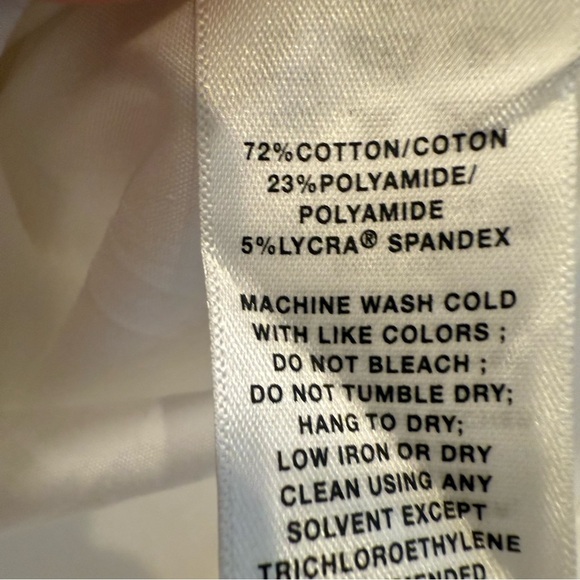 72%COTTON/COTON
23%POLYAMIDE/
POLYAMIDE
5%LYCRA® SPANDEX
MACHINE WASH COLD
WITH LIKE COLORS ;
DO NOT BLEACH ;
DO NOT TUMBLE DRY;
HANG TO DRY;
LOW IRON OR DRY
CLEAN USING ANY
SOLVENT EXCEPT
TRICHLOROETHYLENE